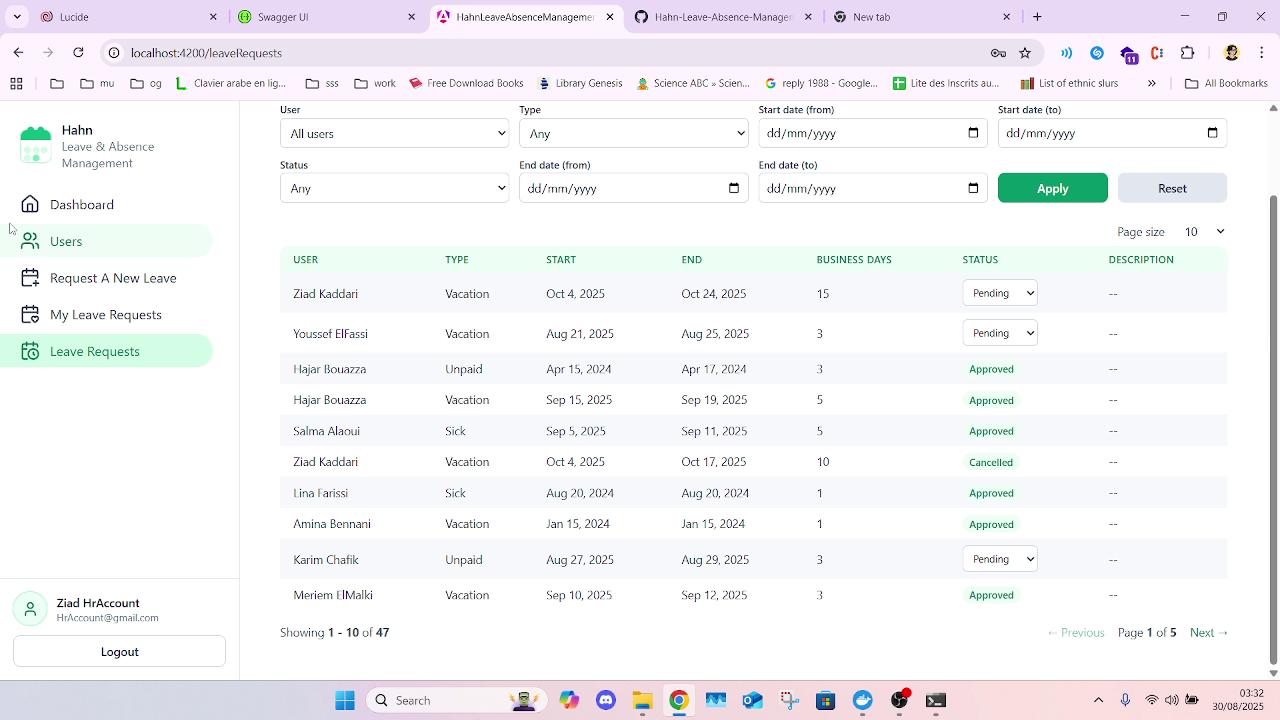 Lucide
Swagger UI
HahnLeaveAbsenceManagemen
Hahn-Leave-Absence-Managem
New tab
localhost:4200/leaveRequests
11
mu
og
Clavier arabe en lig...
sss
work
Free Download Books
Library Genesis
Science ABC » Scien...
reply 1988 - Google...
Lite des Inscrits au...
List of ethnic slurs
»
All Bookmarks
Hahn
Leave & Absence
Management
Dashboard
Users
Request A New Leave
My Leave Requests
Leave Requests
Ziad HrAccount
HrAccount@gmail.com
Logout
User Type Start date (from) Start date (to)
All users Any dd/mm/yyyy dd/mm/yyyy
Status End date (from) End date (to)
Any dd/mm/yyyy dd/mm/yyyy Apply Reset
Page size 10
USER TYPE START END BUSINESS DAYS STATUS DESCRIPTION
Ziad Kaddari Vacation Oct 4, 2025 Oct 24, 2025 15 Pending --
Youssef ElFassi Vacation Aug 21, 2025 Aug 25, 2025 3 Pending --
Hajar Bouazza Unpaid Apr 15, 2024 Apr 17, 2024 3 Approved --
Hajar Bouazza Vacation Sep 15, 2025 Sep 19, 2025 5 Approved --
Salma Alaoui Sick Sep 5, 2025 Sep 11, 2025 5 Approved --
Ziad Kaddari Vacation Oct 4, 2025 Oct 17, 2025 10 Cancelled --
Lina Farissi Sick Aug 20, 2024 Aug 20, 2024 1 Approved --
Amina Bennani Vacation Jan 15, 2024 Jan 15, 2024 1 Approved --
Karim Chafik Unpaid Aug 27, 2025 Aug 29, 2025 3 Pending --
Meriem ElMalki Vacation Sep 10, 2025 Sep 12, 2025 3 Approved --
Showing 1 - 10 of 47 ← Previous Page 1 of 5 Next →
Search
03:32
30/08/2025